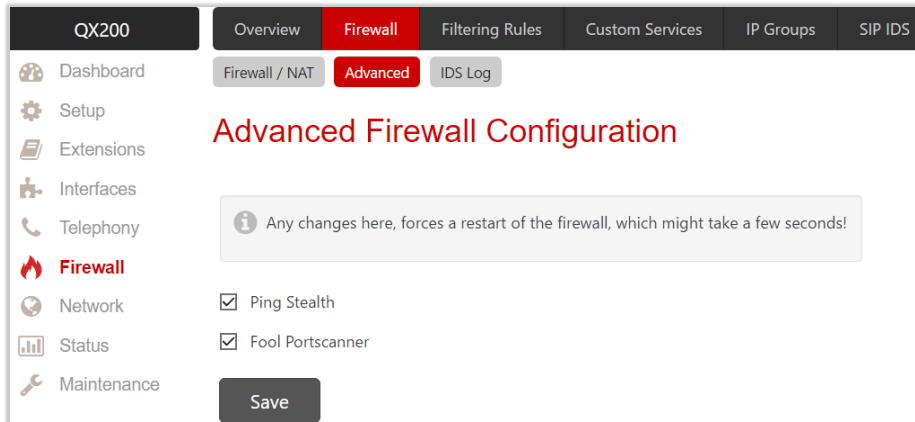 QX200
Overview Firewall Filtering Rules Custom Services IP Groups SIP IDS
Dashboard
Setup
Extensions
Interfaces
Telephony
Firewall
Network
Status
Maintenance
Firewall / NAT Advanced IDS Log
Advanced Firewall Configuration
Any changes here, forces a restart of the firewall, which might take a few seconds!
Ping Stealth
Fool Portscanner
Save